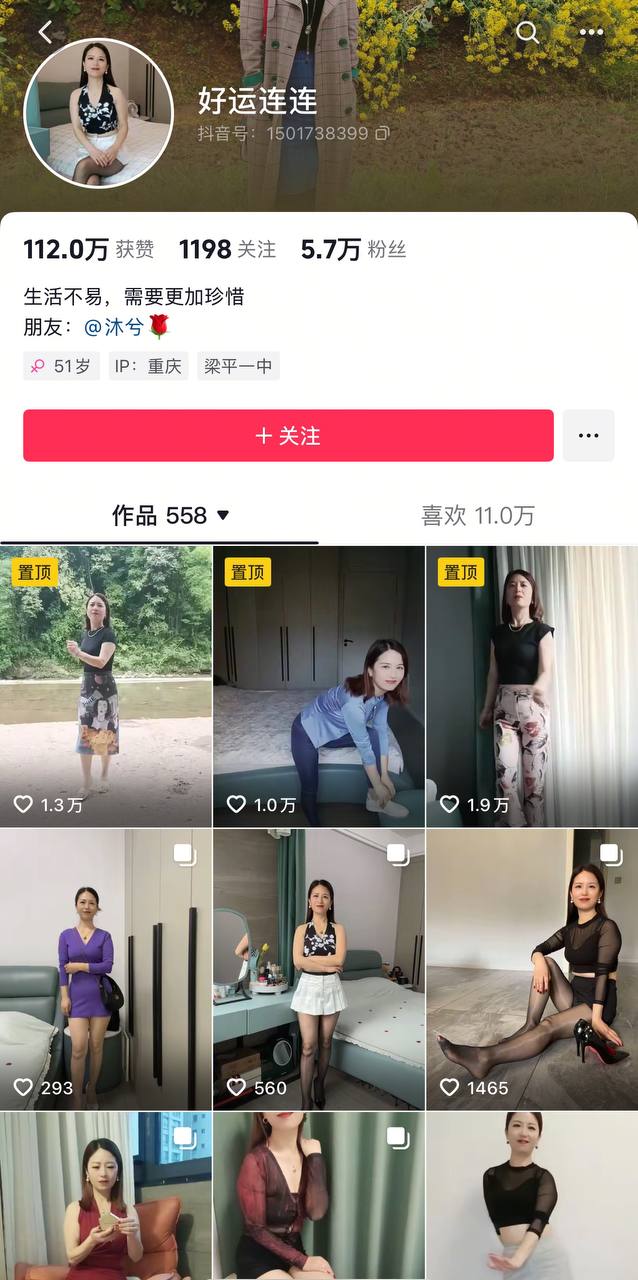 好运连连
抖音号：1501738399
112.0万 获赞 1198 关注 5.7万 粉丝
生活不易，需要更加珍惜
朋友：@沐兮🌹
51岁 IP：重庆 梁平一中
＋关注
作品 558 喜欢 11.0万
置顶 置顶 置顶
1.3万 1.0万 1.9万
293 560 1465